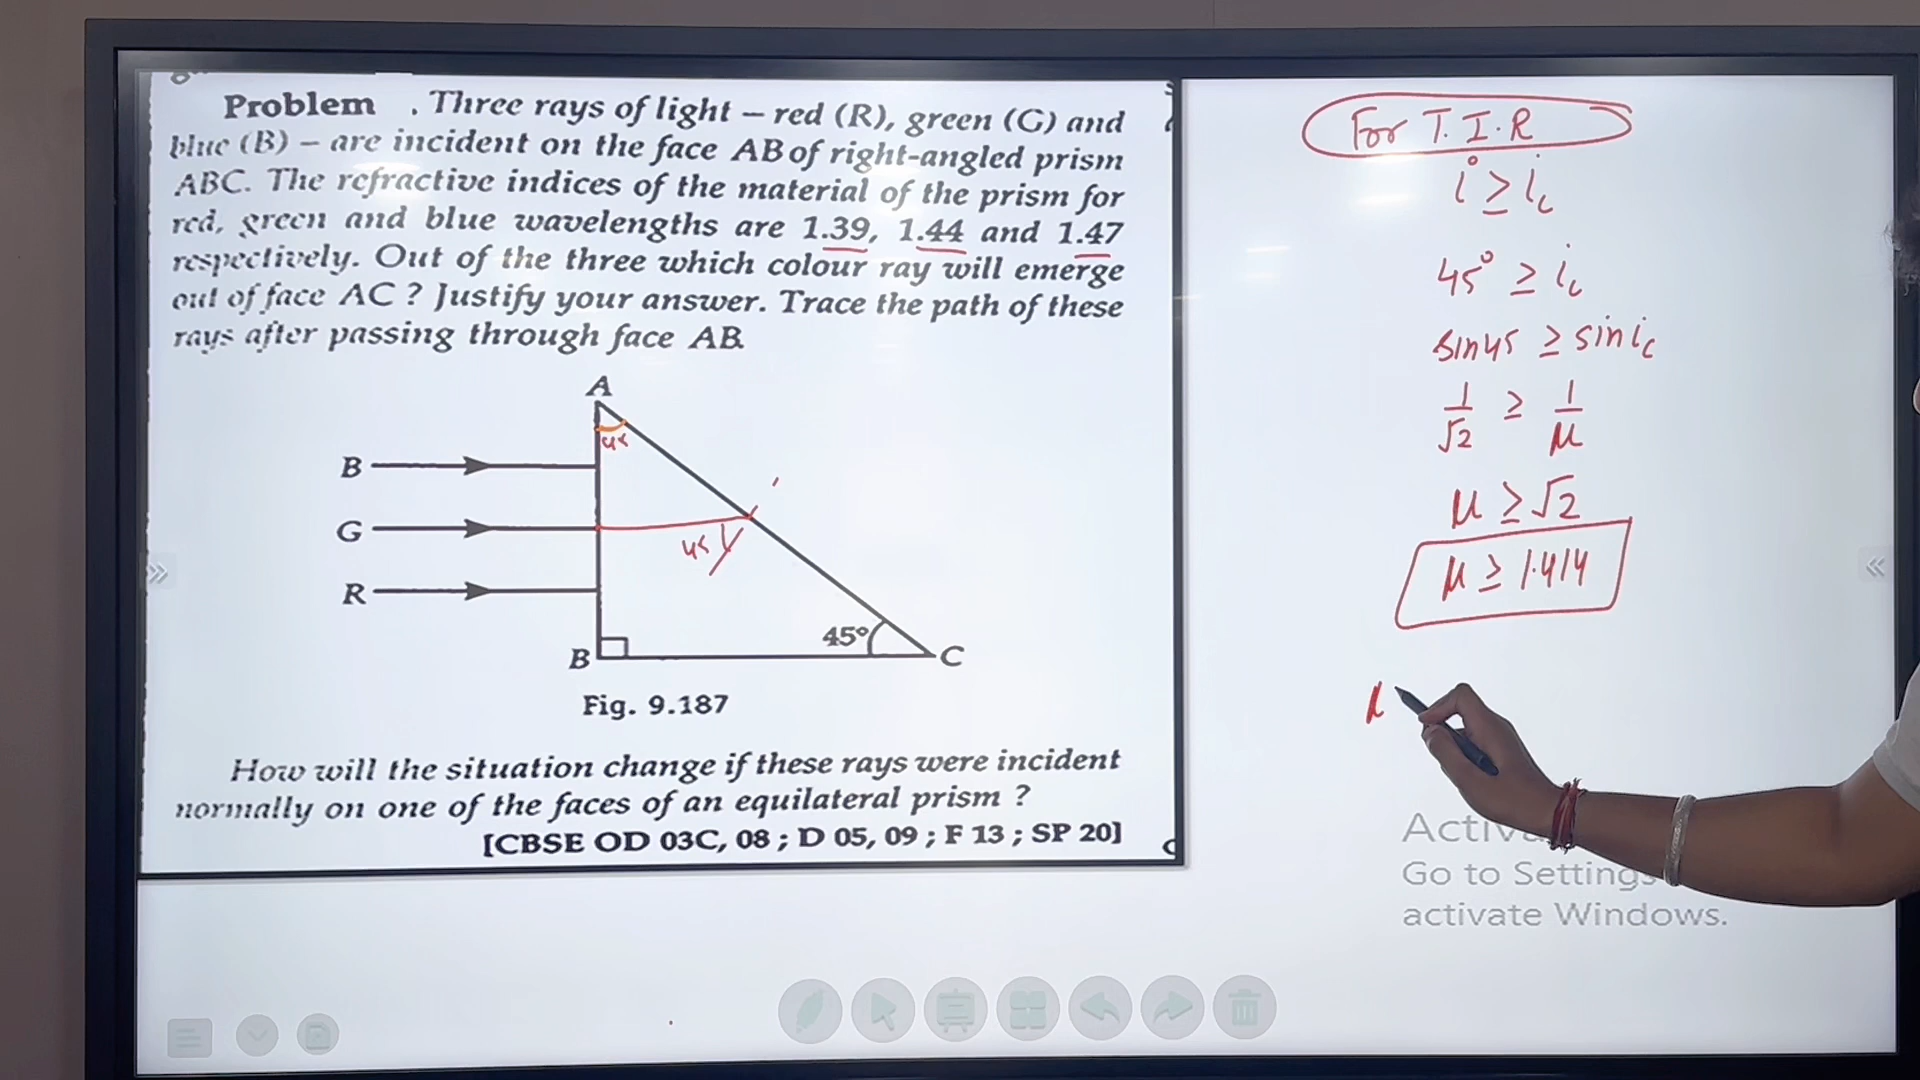 Problem . Three rays of light – red (R), green (G) and
blue (B) – are incident on the face AB of right-angled prism
ABC. The refractive indices of the material of the prism for
red, green and blue wavelengths are 1.39, 1.44 and 1.47
respectively. Out of the three which colour ray will emerge
out of face AC ? Justify your answer. Trace the path of these
rays after passing through face AB.
A
45
B
G
45
R
45°
B
C
Fig. 9.187
How will the situation change if these rays were incident
normally on one of the faces of an equilateral prism ?
[CBSE OD 03C, 08 ; D 05, 09 ; F 13 ; SP 20]
For T.I.R
i ≥ ic
45° ≥ ic
sin45 ≥ sin ic
1/√2 ≥ 1/μ
μ ≥ √2
μ ≥ 1.414
Go to Settings
activate Windows.